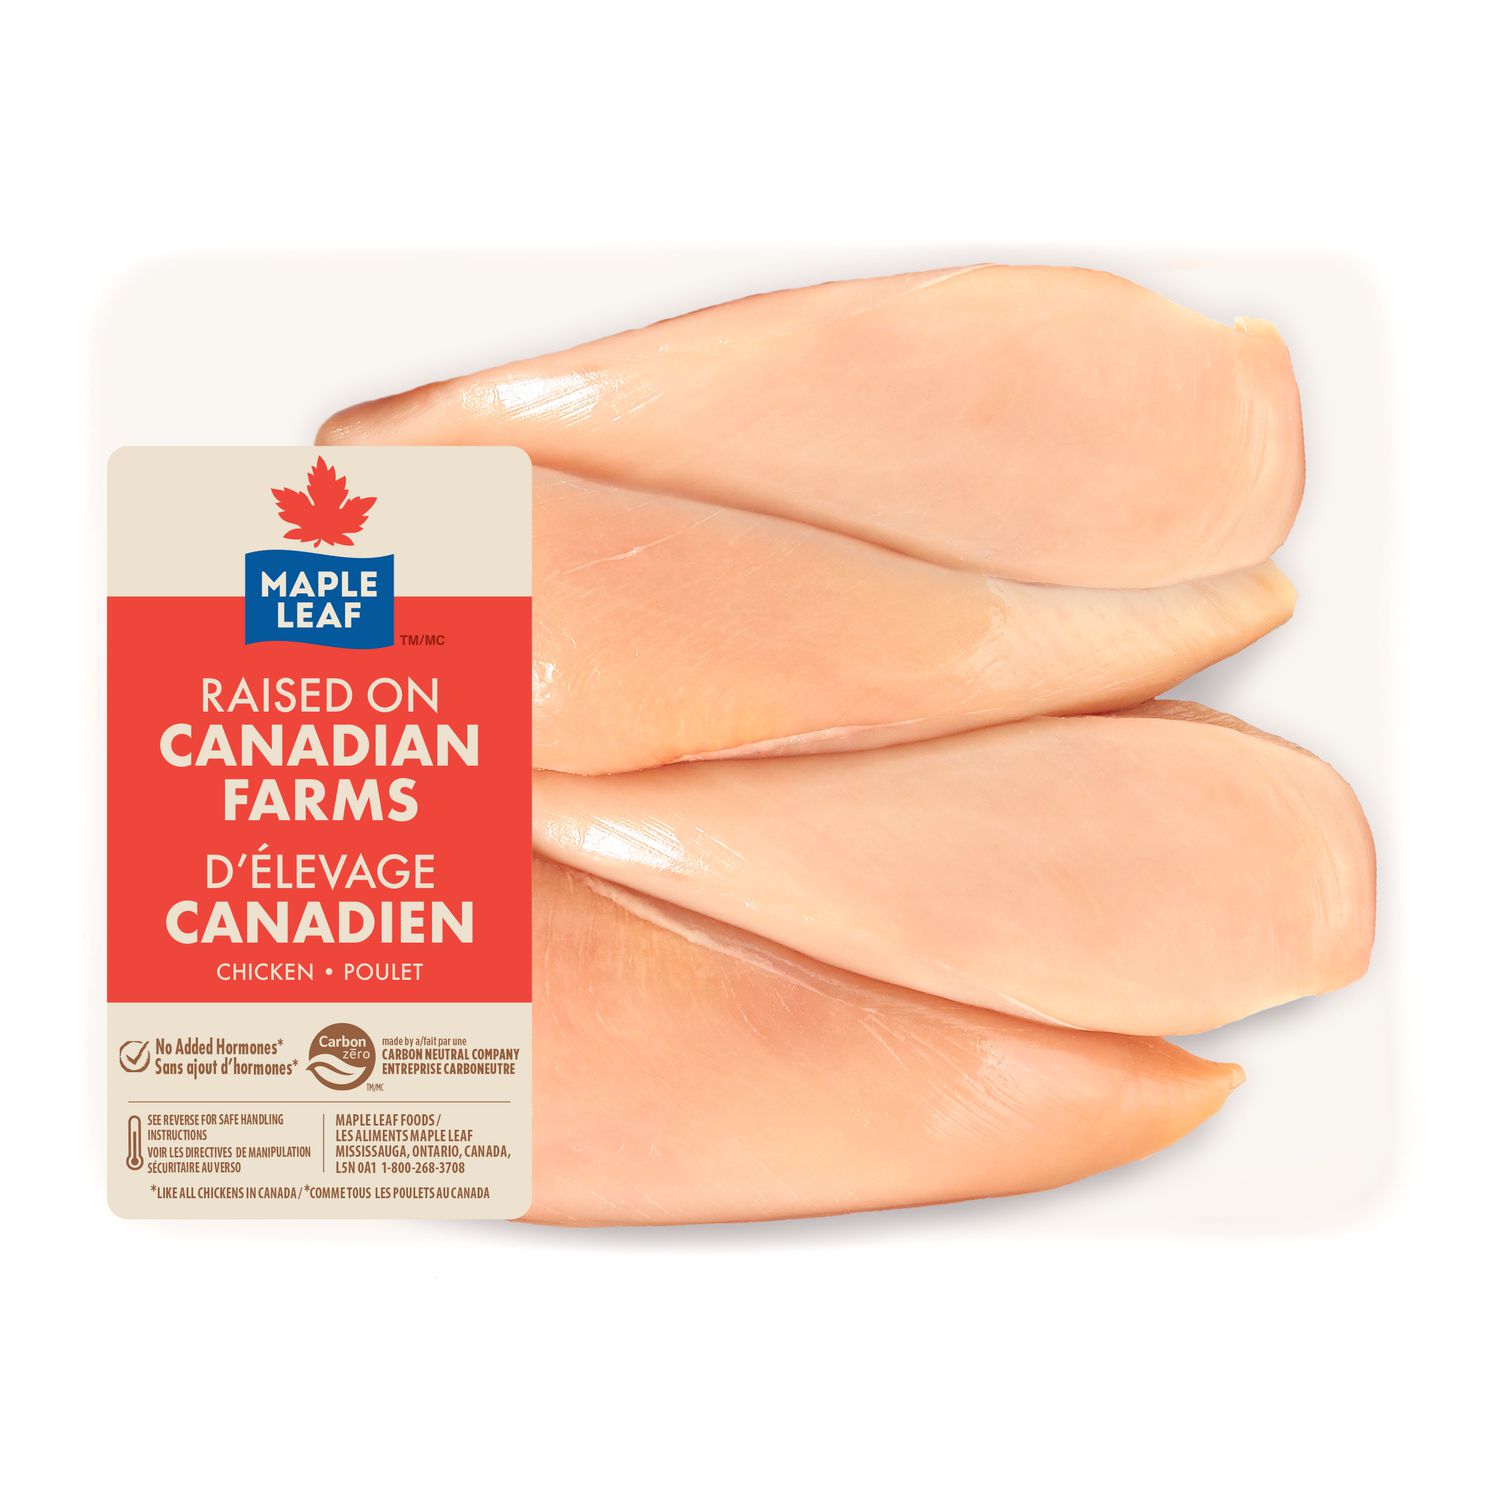 MAPLE
LEAF
TM/MC
RAISED ON
CANADIAN
FARMS
D'ÉLEVAGE
CANADIEN
CHICKEN • POULET
No Added Hormones*
Sans ajout d'hormones*
Carbon
zēro
TM/MC
made by a/fait par une
CARBON NEUTRAL COMPANY
ENTREPRISE CARBONEUTRE
SEE REVERSE FOR SAFE HANDLING
INSTRUCTIONS
VOIR LES DIRECTIVES DE MANIPULATION
SÉCURITAIRE AU VERSO
MAPLE LEAF FOODS /
LES ALIMENTS MAPLE LEAF
MISSISSAUGA, ONTARIO, CANADA,
L5N 0A1 1-800-268-3708
*LIKE ALL CHICKENS IN CANADA / *COMME TOUS LES POULETS AU CANADA